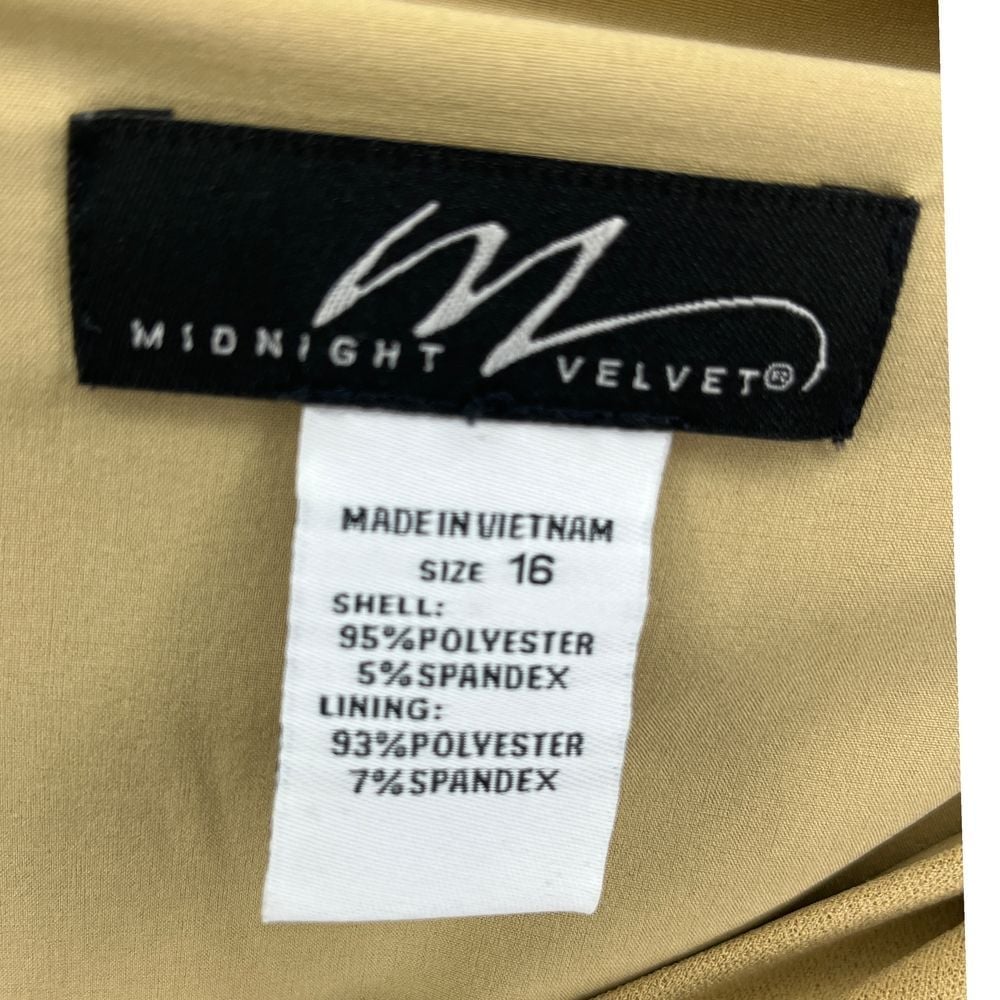 MIDNIGHT VELVET®
MADE IN VIETNAM
SIZE 16
SHELL:
95%POLYESTER
5%SPANDEX
LINING:
93%POLYESTER
7%SPANDEX